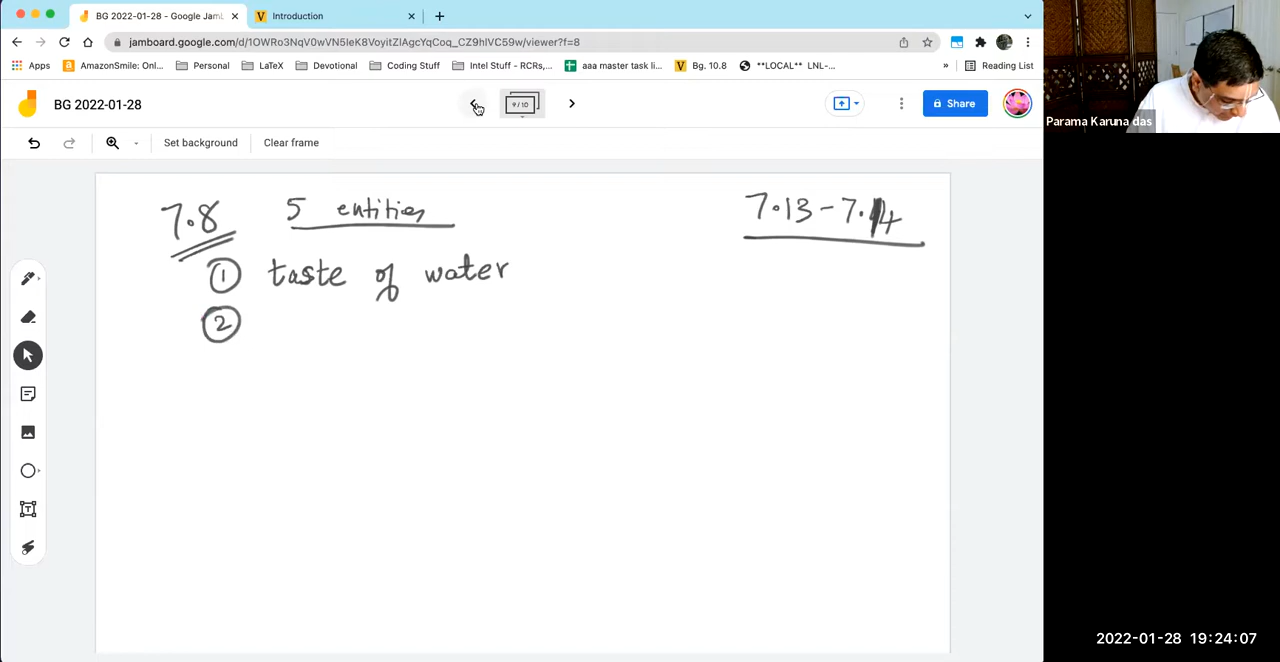 BG 2022-01-28 - Google Jam
Introduction
jamboard.google.com/d/1OWRo3NqV0wVN5IeK8VoyitZlAgcYqCoq_CZ9hlVC59w/viewer?f=8
Apps AmazonSmile: Onl... Personal LaTeX Devotional Coding Stuff Intel Stuff - RCRs,... aaa master task li... Bg. 10.8 **LOCAL** LNL-... » Reading List
BG 2022-01-28
9 / 10
Share
Set background Clear frame
7.8 5 entities 7.13 - 7.14
1 taste of water
2
Parama Karuna das
2022-01-28 19:24:07